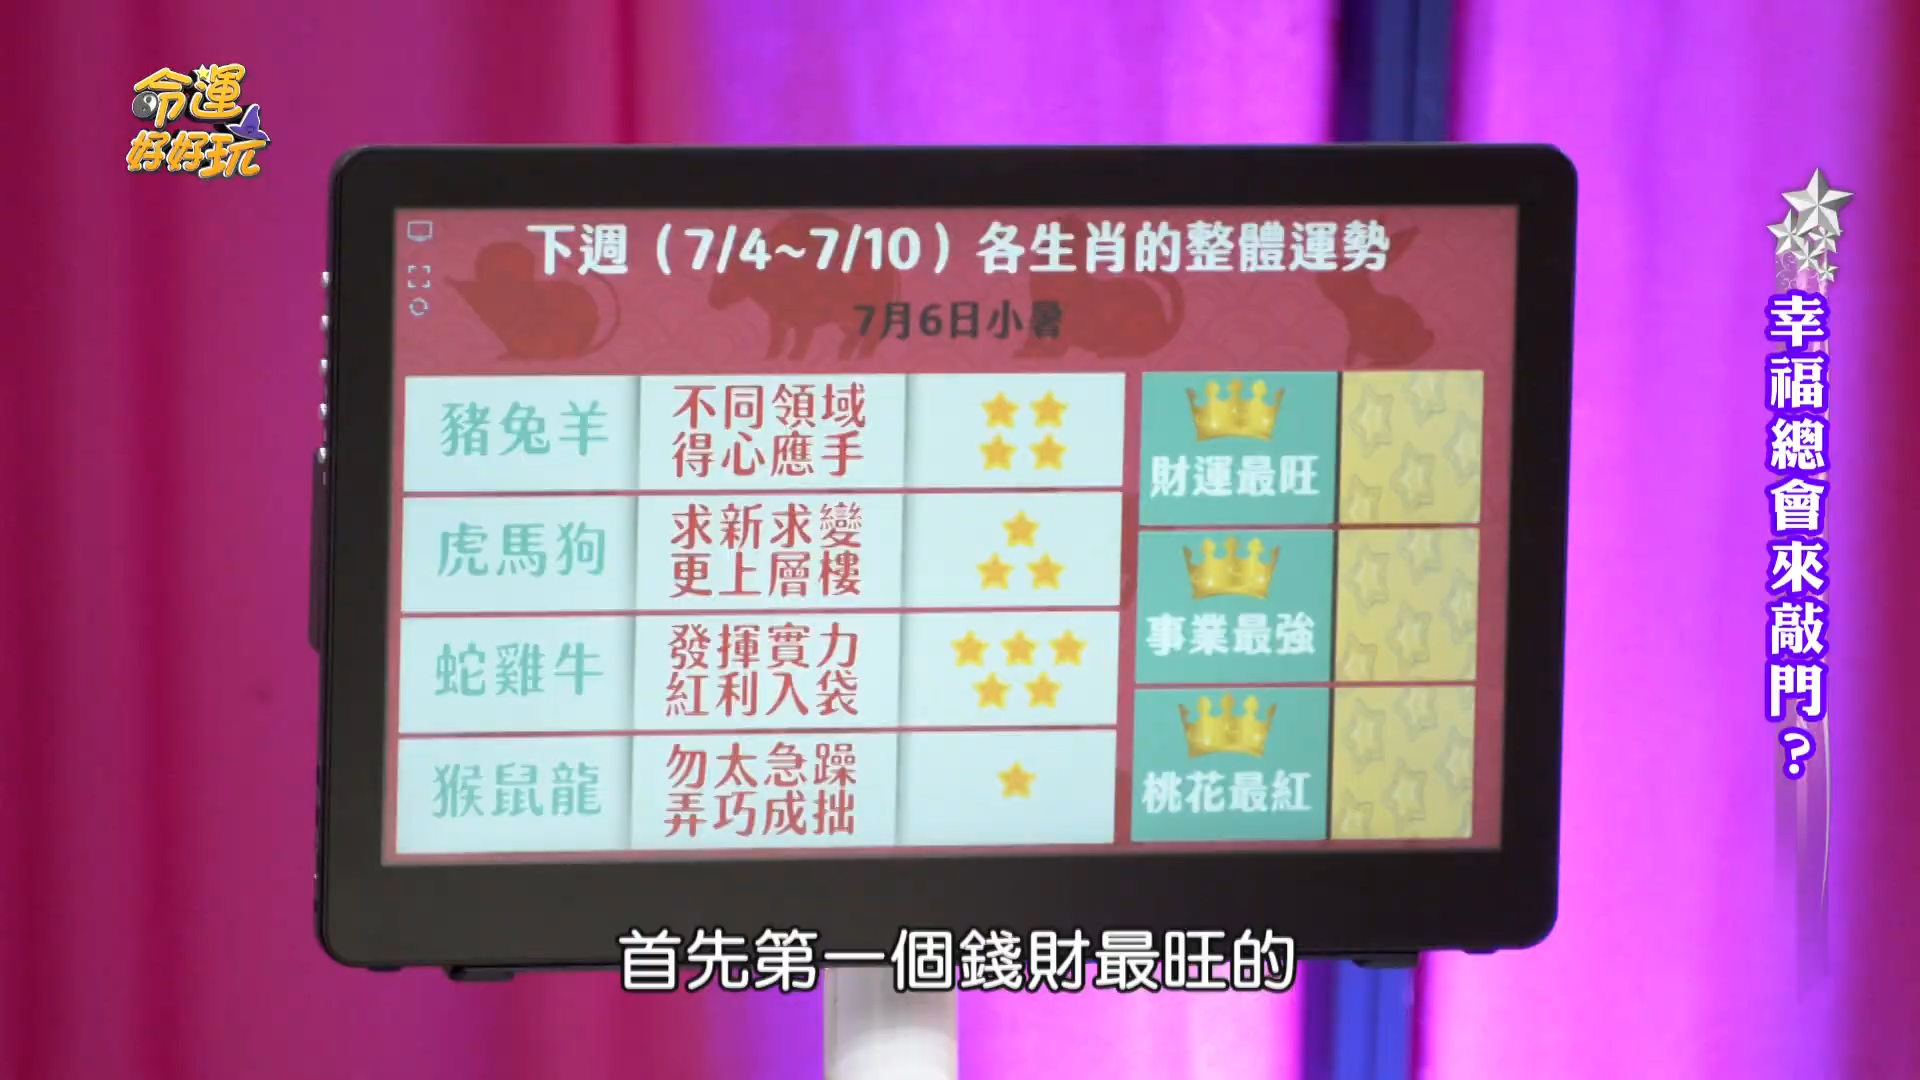 命運
好好玩
下週（7/4~7/10）各生肖的整體運勢
7月6日小暑
豬兔羊
不同領域
得心應手
虎馬狗
求新求變
更上層樓
蛇雞牛
發揮實力
紅利入袋
猴鼠龍
勿太急躁
弄巧成拙
財運最旺
事業最強
桃花最紅
幸福總會來敲門？
首先第一個錢財最旺的